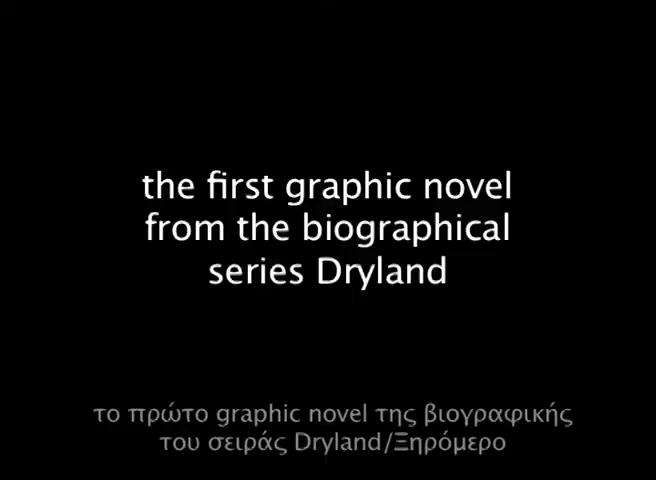 the first graphic novel
from the biographical
series Dryland
το πρώτο graphic novel της βιογραφικής
του σειράς Dryland/Ξηρόμερο